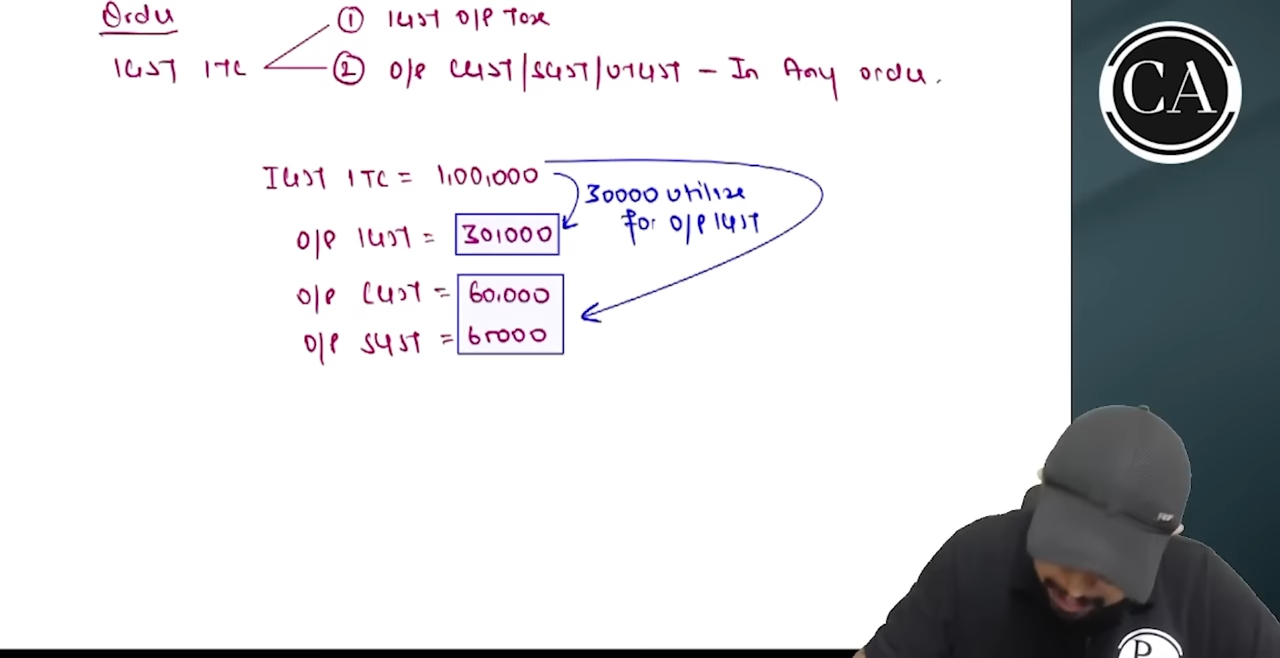 Order
IGST ITC
① IGST O/P Tax
② O/P CGST/SGST/UTGST - In Any order.
CA
IGST ITC = 1,00,000
30000 utilize
for O/P IGST
O/P IGST = 30,000
O/P CGST = 60,000
O/P SGST = 60000
P